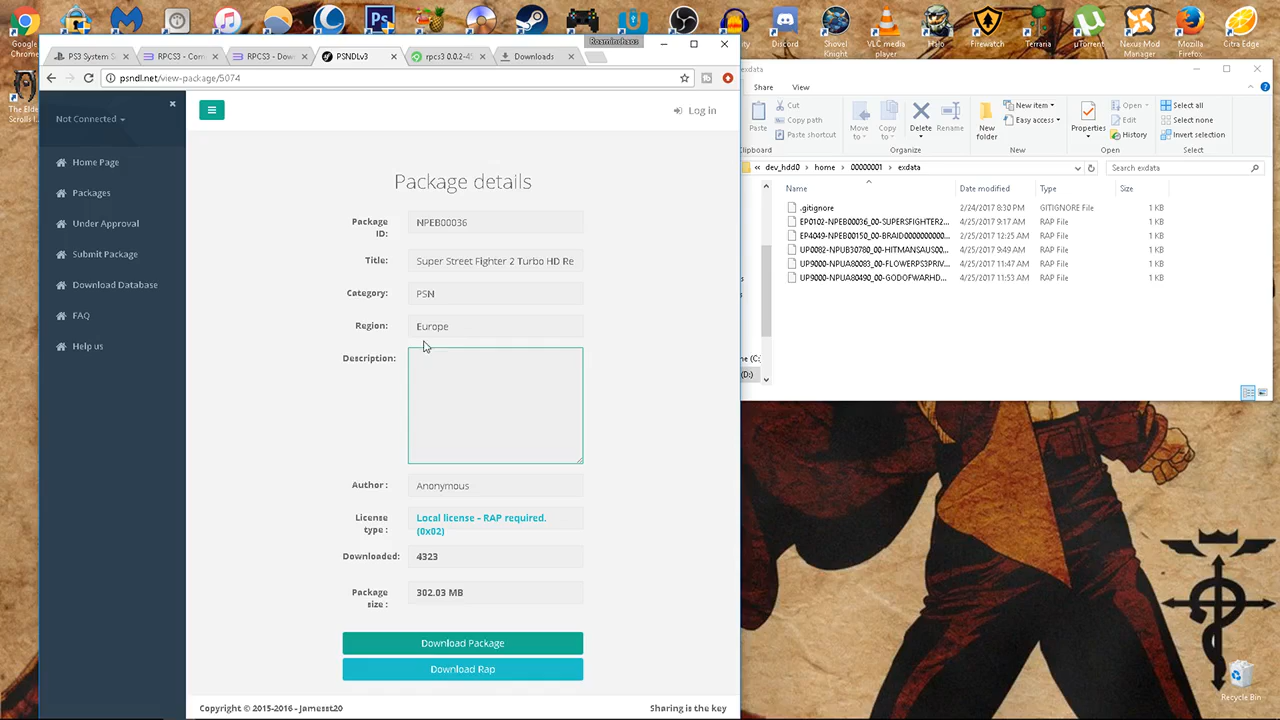 Google
Chrome
Discord
Shovel
Knight
VLC media
player
Halo
Firewatch
Terraria
µTorrent
Nexus Mod
Manager
Mozilla
Firefox
Citra Edge
Roaminchaos
PS3 System
RPCS3 - Com
RPCS3 - Dow
PSNDLv3
rpcs3 0.0.2-4
Downloads
psndl.net/view-package/5074
The Elder
Scrolls
Not Connected
Home Page
Packages
Under Approval
Submit Package
Download Database
FAQ
Help us
Log in
Package details
Package
ID:
NPEB00036
Title:
Super Street Fighter 2 Turbo HD Re
Category:
PSN
Region:
Europe
Description:
Author :
Anonymous
License
type :
Local license - RAP required.
(0x02)
Downloaded:
4323
Package
size :
302.03 MB
Download Package
Download Rap
Copyright © 2015-2016 - Jamesst20
Sharing is the key
exdata
Share
View
Paste
Cut
Copy path
Paste shortcut
Clipboard
Move
to
Copy
to
Delete
Rename
Organize
New
folder
New item
Easy access
New
Properties
Open
Edit
History
Open
Select all
Select none
Invert selection
Select
« dev_hdd0 › home › 00000001 › exdata
Search exdata
Name
Date modified
Type
Size
.gitignore
2/24/2017 8:30 PM
GITIGNORE File
1 KB
EP0102-NPEB00036_00-SUPERSFIGHTER2...
4/25/2017 9:17 AM
RAP File
1 KB
EP4049-NPEB00150_00-BRAID0000000000...
4/25/2017 12:25 AM
RAP File
1 KB
UP0082-NPUB30780_00-HITMANSAUS00...
4/25/2017 9:49 AM
RAP File
1 KB
UP9000-NPUA80083_00-FLOWERPS3PRIV...
4/25/2017 11:47 AM
RAP File
1 KB
UP9000-NPUA80490_00-GODOFWARHD...
4/25/2017 11:53 AM
RAP File
1 KB
(C:)
(D:)
Recycle Bin